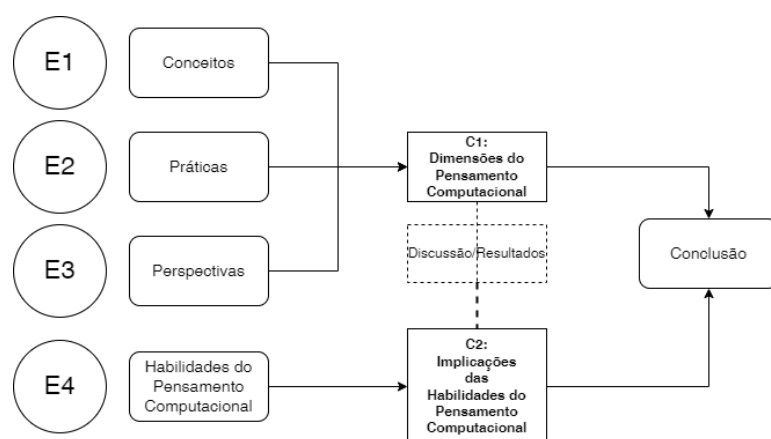 E1
Conceitos
E2
Práticas
E3
Perspectivas
E4
Habilidades do
Pensamento
Computacional
C1:
Dimensões do
Pensamento
Computacional
Discussão/Resultados
C2:
Implicações
das
Habilidades do
Pensamento
Computacional
Conclusão